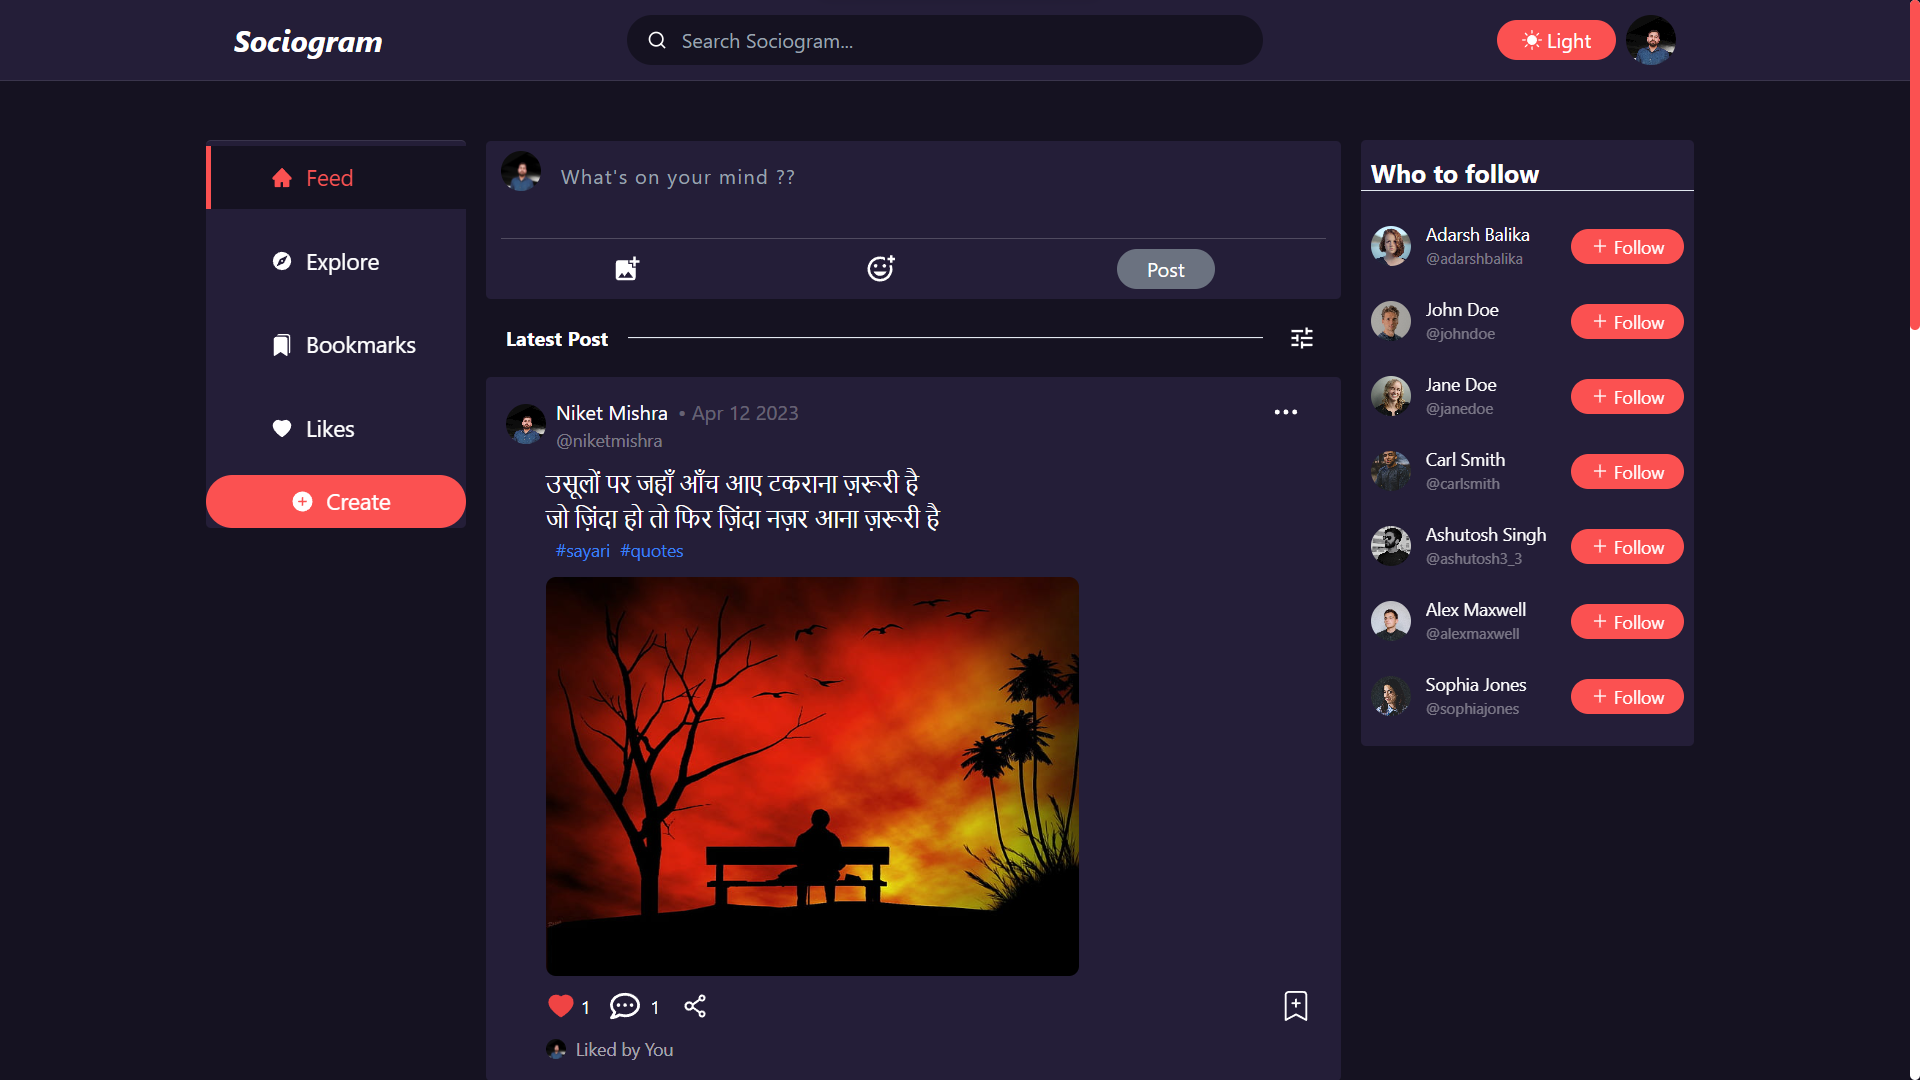 Sociogram
Search Sociogram...
Light
Feed
Explore
Bookmarks
Likes
Create
What's on your mind ??
Post
Latest Post
Niket Mishra • Apr 12 2023
@niketmishra
उसूलों पर जहाँ आँच आए टकराना ज़रूरी है
जो ज़िंदा हो तो फिर ज़िंदा नज़र आना ज़रूरी है
#sayari #quotes
1 1
Liked by You
Who to follow
Adarsh Balika
@adarshbalika
+ Follow
John Doe
@johndoe
+ Follow
Jane Doe
@janedoe
+ Follow
Carl Smith
@carlsmith
+ Follow
Ashutosh Singh
@ashutosh3_3
+ Follow
Alex Maxwell
@alexmaxwell
+ Follow
Sophia Jones
@sophiajones
+ Follow